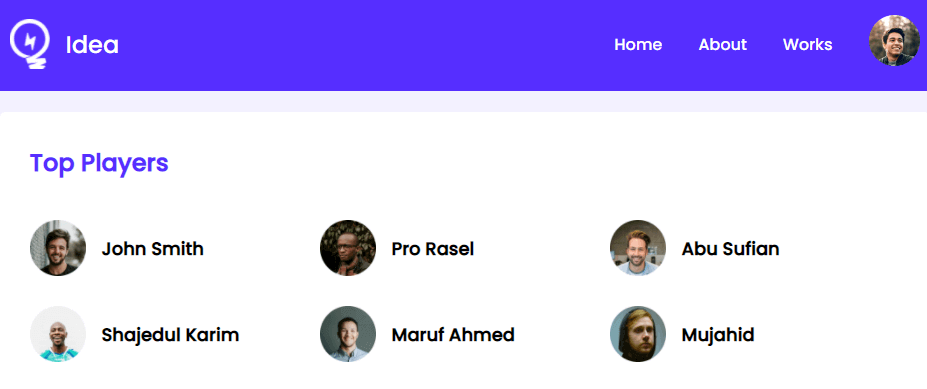 Idea Home About Works
Top Players
John Smith Pro Rasel Abu Sufian
Shajedul Karim Maruf Ahmed Mujahid